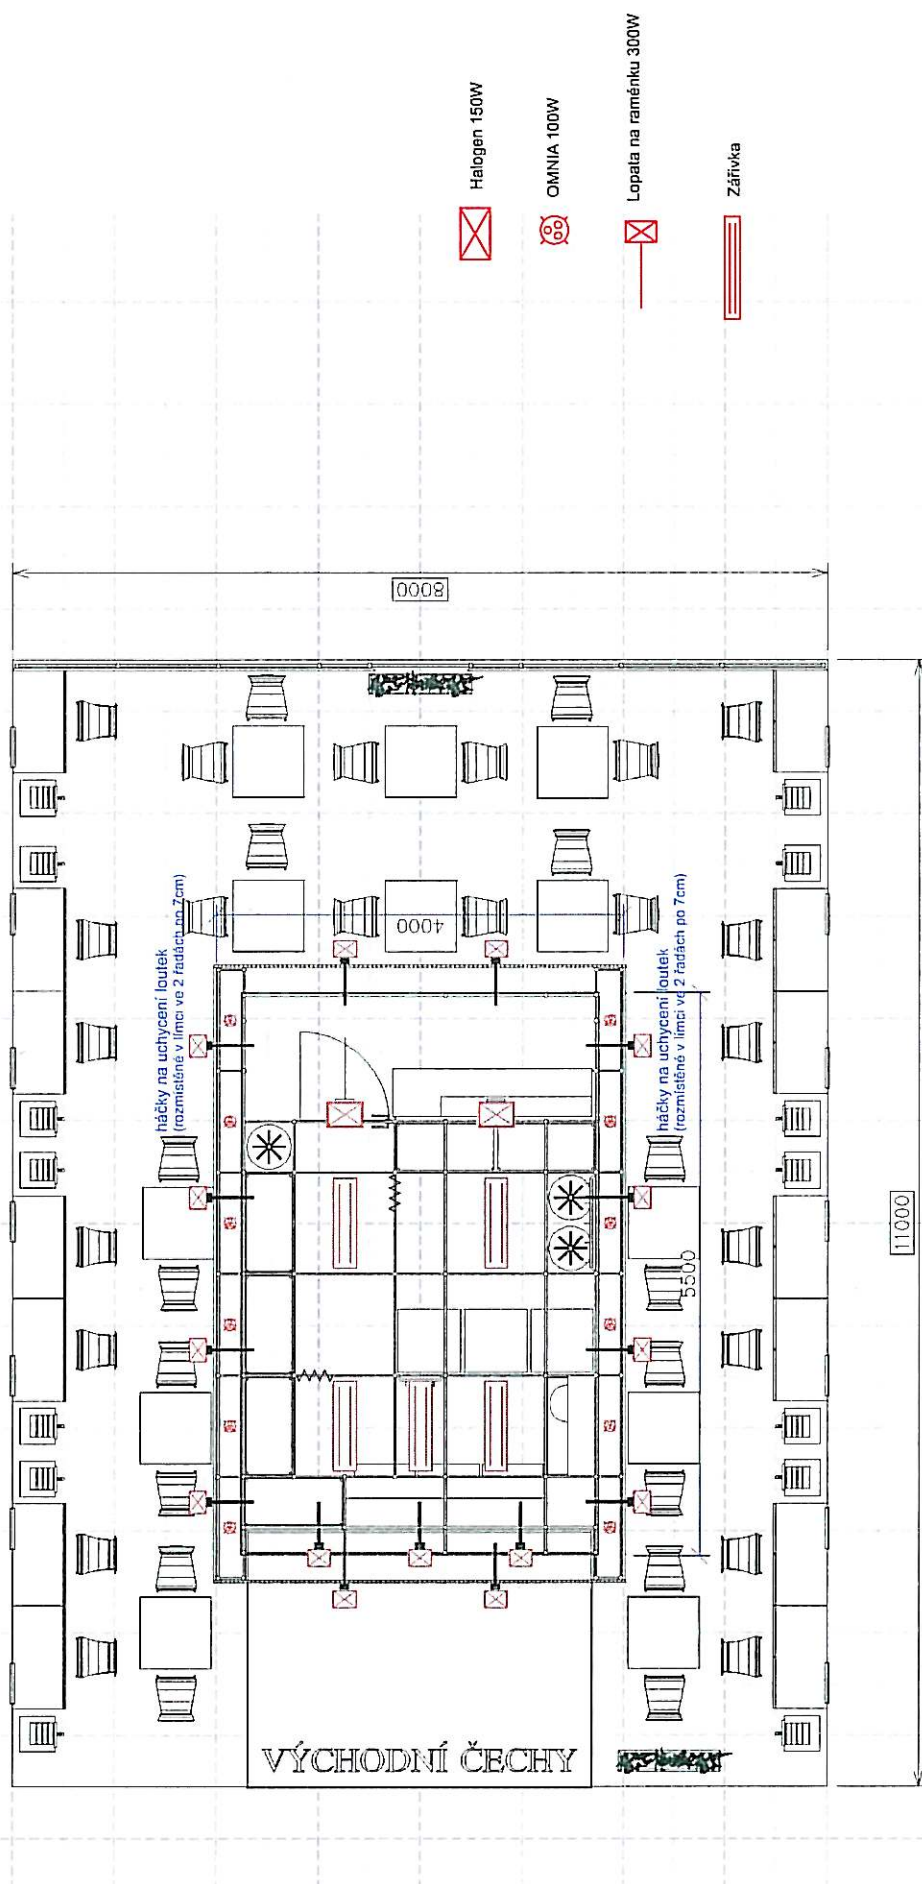 Halogen 150W
OMNIA 100W
Lopata na raménku 300W
Zářivka
8000
háčky na uchycení loutek
(rozmístěné v límci ve 2 řadách po 7cm)
4000
háčky na uchycení loutek
(rozmístěné v límci ve 2 řadách po 7cm)
5500
11000
VÝCHODNÍ ČECHY